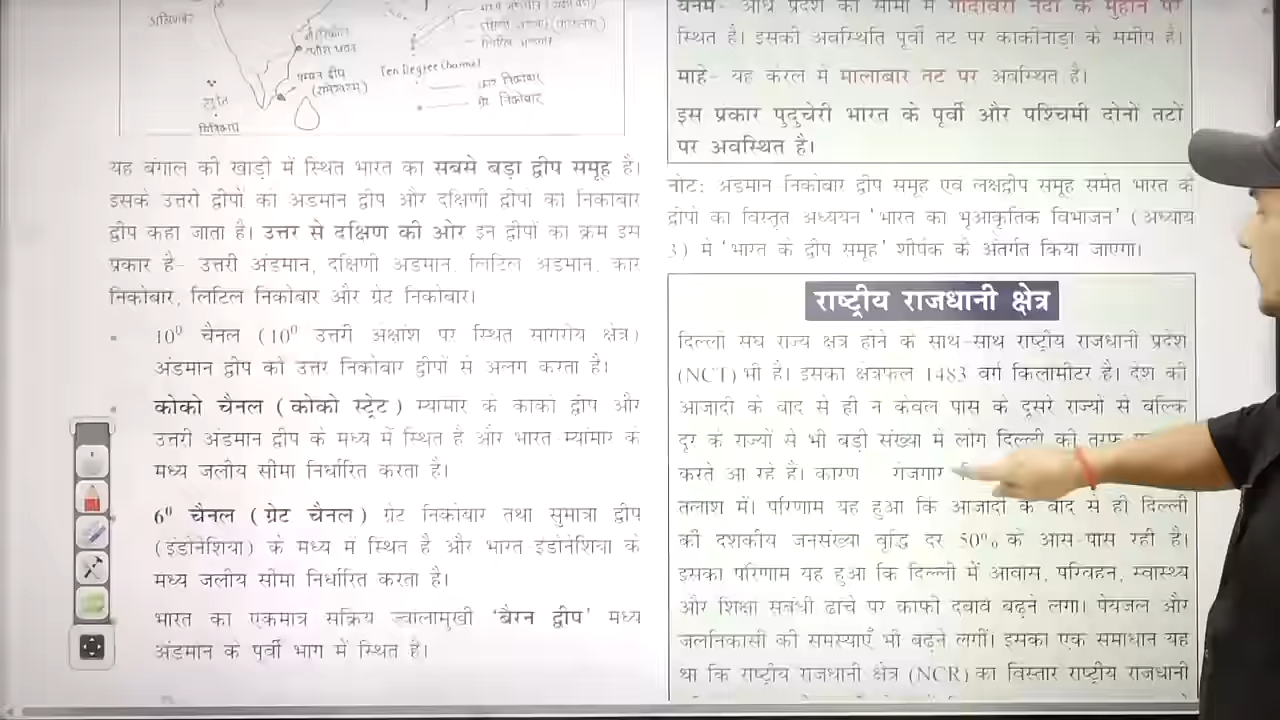 मिनिकाय
Ten Degree Channel
पम्बन द्वीप
(रामेश्वरम)
कार निकोबार
ग्रेट निकोबार
यह बंगाल की खाड़ी में स्थित भारत का सबसे बड़ा द्वीप समूह है।
इसके उत्तरी द्वीपों को अंडमान द्वीप और दक्षिणी द्वीपों को निकोबार
द्वीप कहा जाता है। उत्तर से दक्षिण की ओर इन द्वीपों का क्रम इस
प्रकार है- उत्तरी अंडमान, दक्षिणी अंडमान, लिटिल अंडमान, कार
निकोबार, लिटिल निकोबार और ग्रेट निकोबार।
10⁰ चैनल (10⁰ उत्तरी अक्षांश पर स्थित सागरीय क्षेत्र)
अंडमान द्वीप को उत्तर निकोबार द्वीपों से अलग करता है।
कोको चैनल (कोको स्ट्रेट) म्यांमार के कोको द्वीप और
उत्तरी अंडमान द्वीप के मध्य में स्थित है और भारत म्यांमार के
मध्य जलीय सीमा निर्धारित करता है।
6⁰ चैनल (ग्रेट चैनल) ग्रेट निकोबार तथा सुमात्रा द्वीप
(इंडोनेशिया) के मध्य में स्थित है और भारत इंडोनेशिया के
मध्य जलीय सीमा निर्धारित करता है।
भारत का एकमात्र सक्रिय ज्वालामुखी 'बैरन द्वीप' मध्य
अंडमान के पूर्वी भाग में स्थित है।
यनम- आंध्र प्रदेश की सीमा में गोदावरी नदी के मुहाने पर
स्थित है। इसकी अवस्थिति पूर्वी तट पर काकीनाड़ा के समीप है।
माहे- यह केरल में मालाबार तट पर अवस्थित है।
इस प्रकार पुदुचेरी भारत के पूर्वी और पश्चिमी दोनों तटों
पर अवस्थित है।
नोट: अंडमान निकोबार द्वीप समूह एवं लक्षद्वीप समूह समेत भारत के
द्वीपों का विस्तृत अध्ययन 'भारत का भूआकृतिक विभाजन' (अध्याय
3) में 'भारत के द्वीप समूह' शीर्षक के अंतर्गत किया जाएगा।
राष्ट्रीय राजधानी क्षेत्र
दिल्ली संघ राज्य क्षेत्र होने के साथ-साथ राष्ट्रीय राजधानी प्रदेश
(NCT) भी है। इसका क्षेत्रफल 1483 वर्ग किलोमीटर है। देश की
आजादी के बाद से ही न केवल पास के दूसरे राज्यों से बल्कि
दूर के राज्यों से भी बड़ी संख्या में लोग दिल्ली की तरफ
करते आ रहे हैं। कारण
तलाश में। परिणाम यह हुआ कि आजादी के बाद से ही दिल्ली
की दशकीय जनसंख्या वृद्धि दर 50% के आस-पास रही है।
इसका परिणाम यह हुआ कि दिल्ली में आवास, परिवहन, स्वास्थ्य
और शिक्षा संबंधी ढांचे पर काफी दबाव बढ़ने लगा। पेयजल और
जलनिकासी की समस्याएँ भी बढ़ने लगीं। इसका एक समाधान यह
था कि राष्ट्रीय राजधानी क्षेत्र (NCR) का विस्तार राष्ट्रीय राजधानी